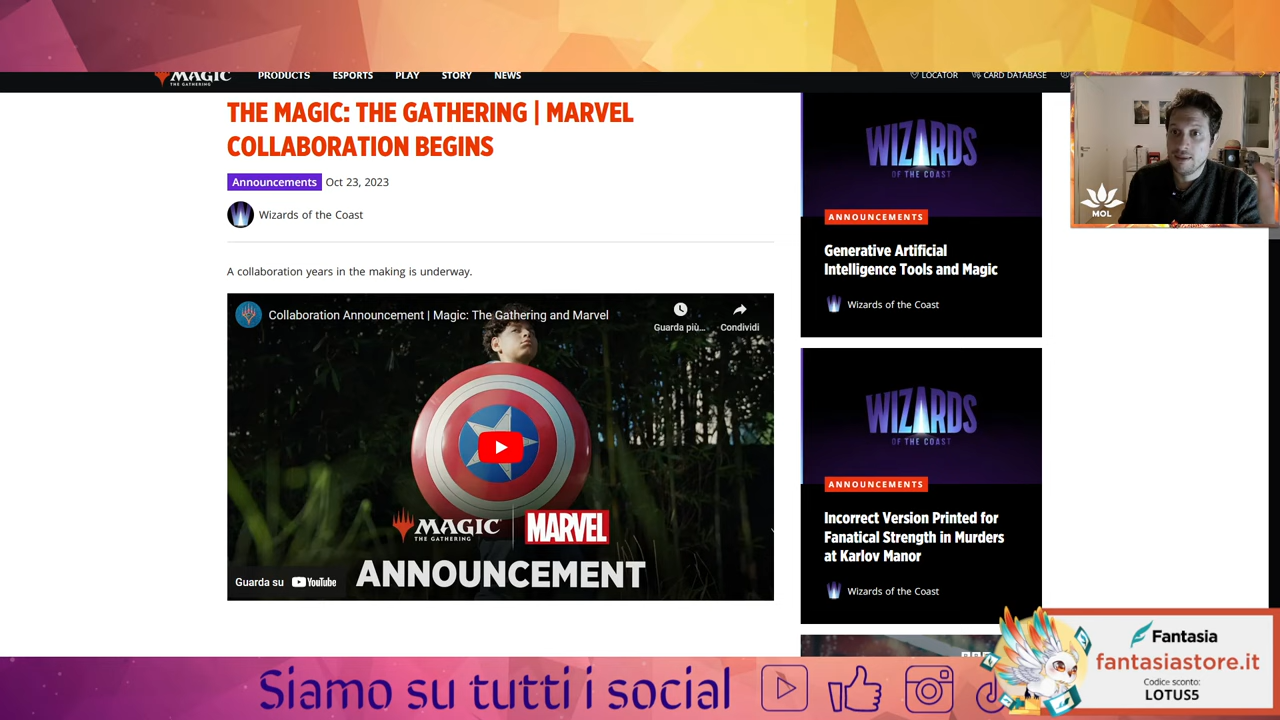 MAGIC
THE GATHERING
PRODUCTS ESPORTS PLAY STORY NEWS
LOCATOR CARD DATABASE
THE MAGIC: THE GATHERING | MARVEL
COLLABORATION BEGINS
Announcements Oct 23, 2023
Wizards of the Coast
A collaboration years in the making is underway.
Collaboration Announcement | Magic: The Gathering and Marvel
Guarda più... Condividi
MAGIC
THE GATHERING
MARVEL
ANNOUNCEMENT
Guarda su YouTube
WIZARDS
OF THE COAST
ANNOUNCEMENTS
Generative Artificial
Intelligence Tools and Magic
Wizards of the Coast
WIZARDS
OF THE COAST
ANNOUNCEMENTS
Incorrect Version Printed for
Fanatical Strength in Murders
at Karlov Manor
Wizards of the Coast
MOL
Siamo su tutti i social
Fantasia
fantasiastore.it
Codice sconto:
LOTUS5